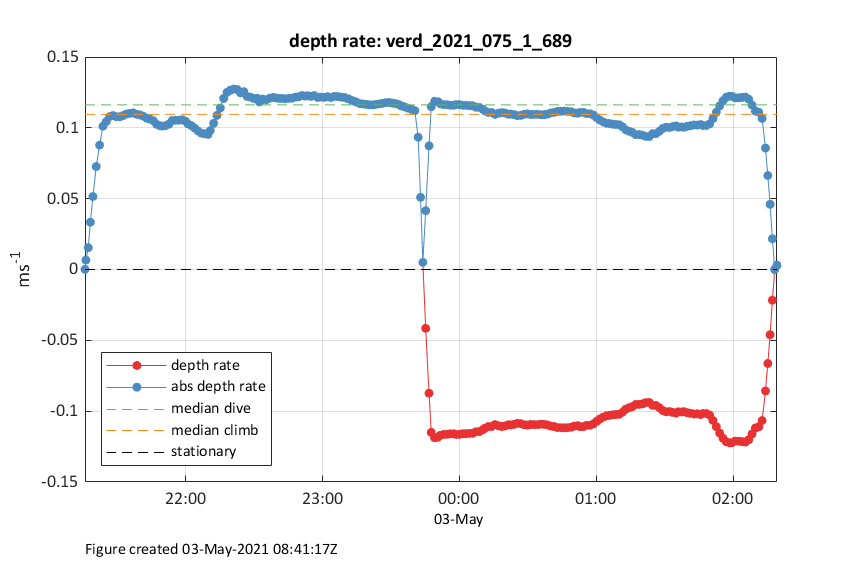 depth rate: verd_2021_075_1_689
0.15
0.1
0.05
0
-0.05
-0.1
-0.15
ms-1
depth rate
abs depth rate
median dive
median climb
stationary
22:00 23:00 00:00 01:00 02:00
03-May
Figure created 03-May-2021 08:41:17Z